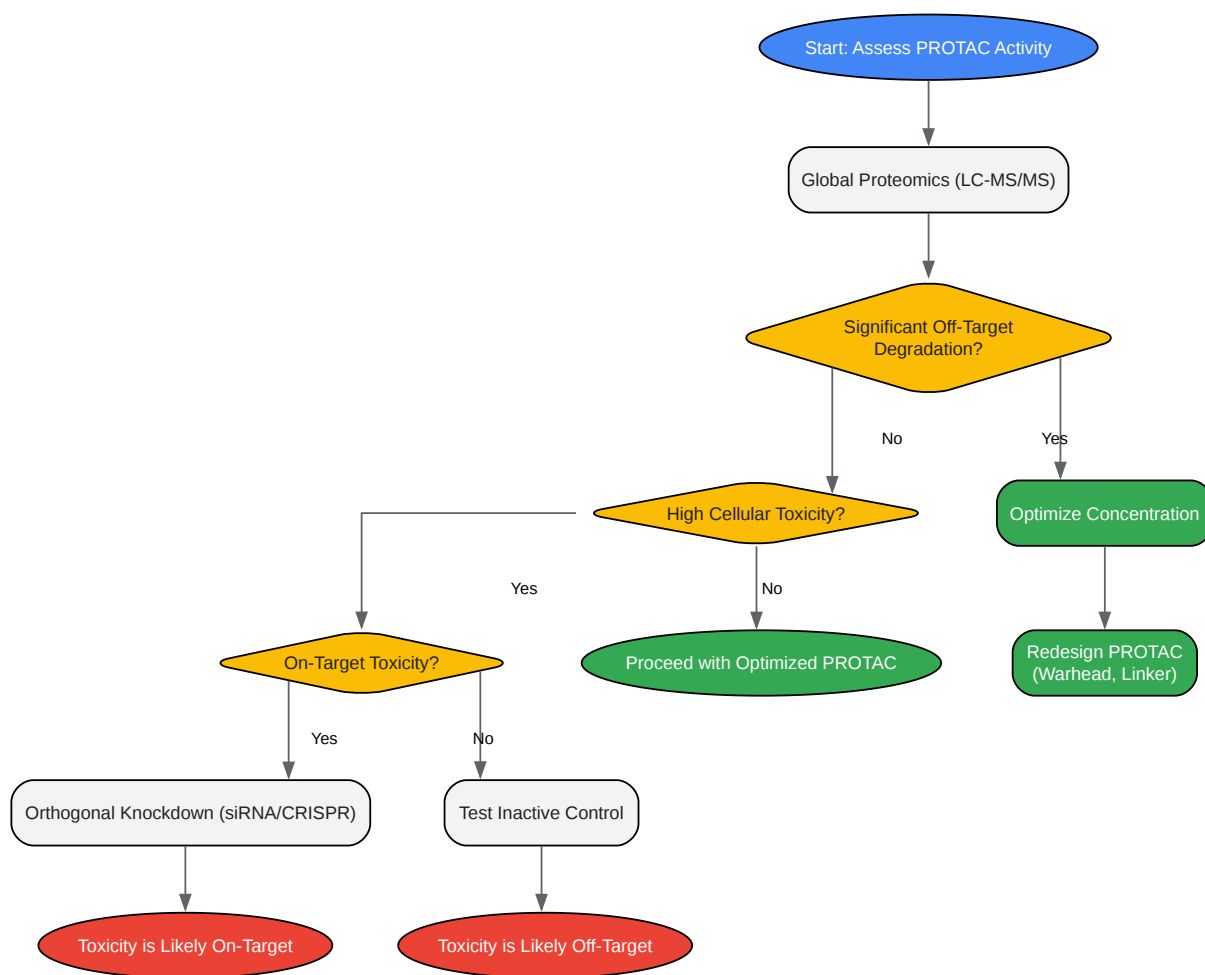 Start: Assess PROTAC Activity
Global Proteomics (LC-MS/MS)
Significant Off-Target
Degradation?
No
Yes
High Cellular Toxicity?
Optimize Concentration
Yes
No
On-Target Toxicity?
Proceed with Optimized PROTAC
Redesign PROTAC
(Warhead, Linker)
Yes
No
Orthogonal Knockdown (siRNA/CRISPR)
Test Inactive Control
Toxicity is Likely On-Target
Toxicity is Likely Off-Target